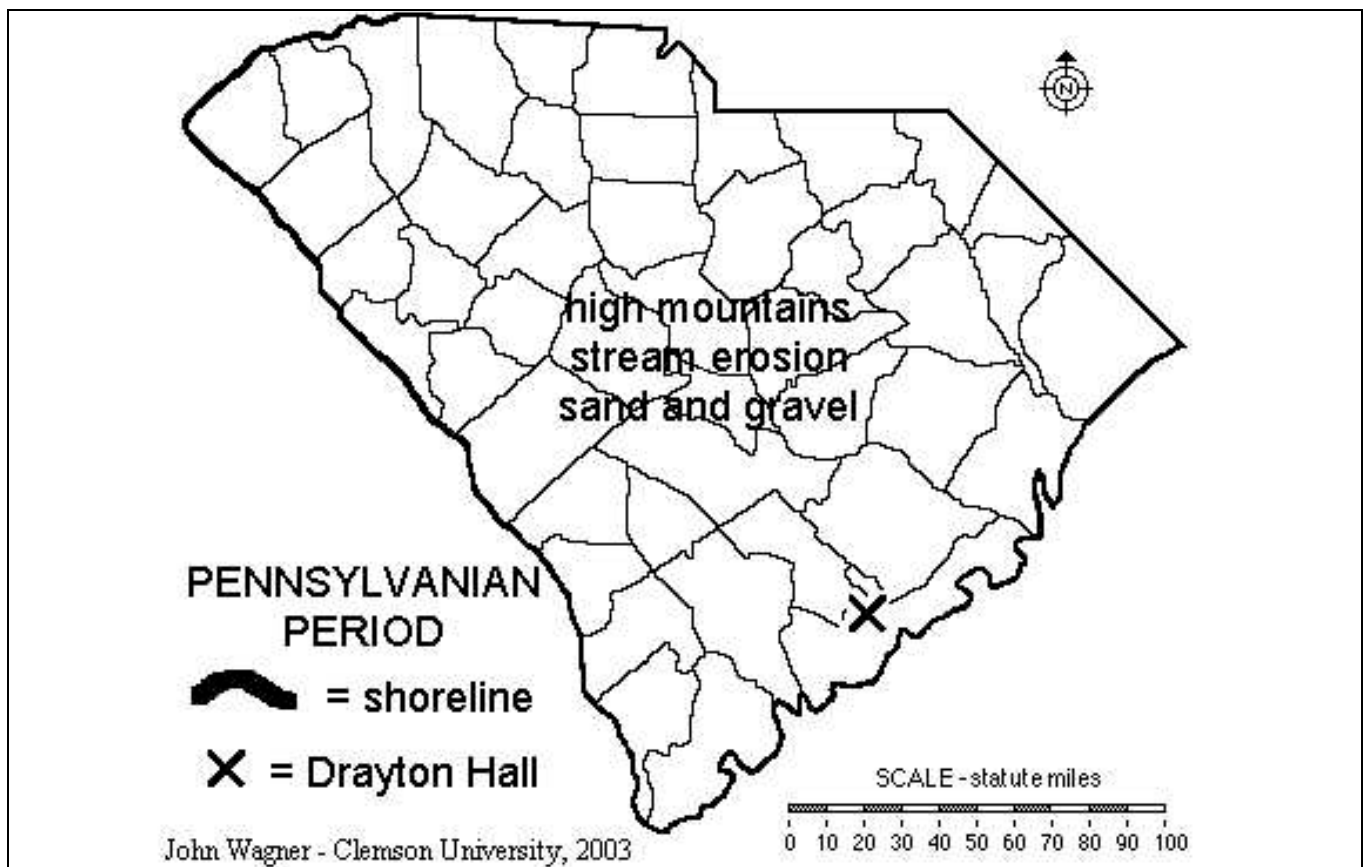 N
high mountains
stream erosion
sand and gravel
PENNSYLVANIAN
PERIOD
= shoreline
= Drayton Hall
SCALE - statute miles
0 10 20 30 40 50 60 70 80 90 100
John Wagner - Clemson University, 2003